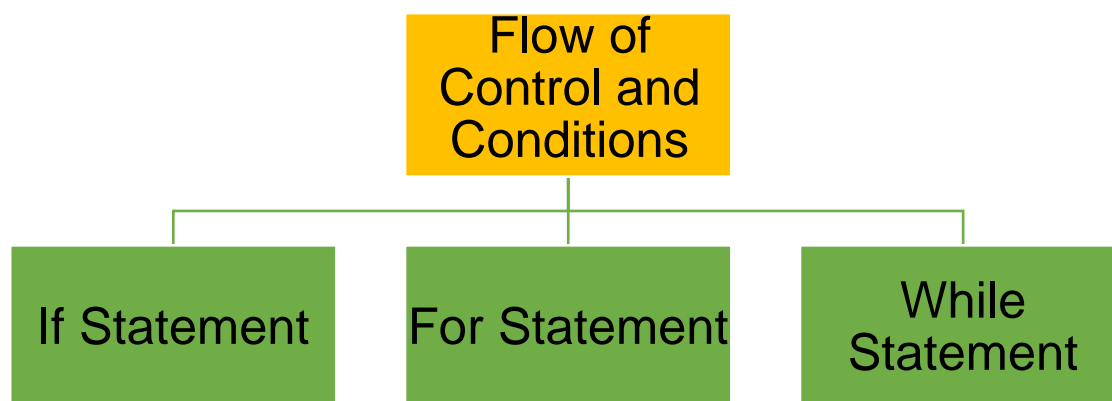 Flow of
Control and
Conditions
If Statement
For Statement
While
Statement